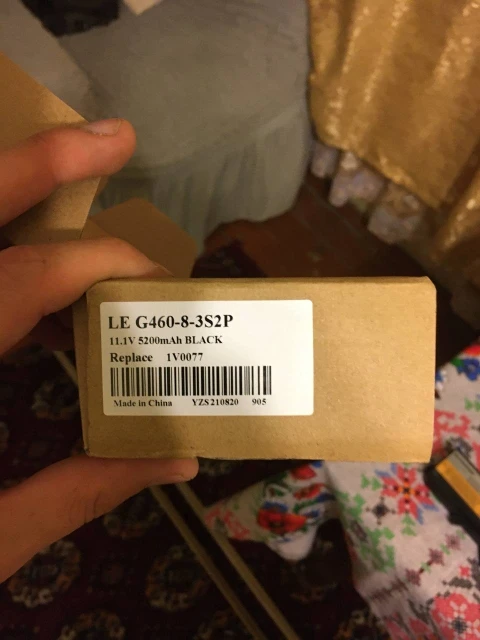 LE G460-8-3S2P
11.1V 5200mAh BLACK
Replace 1V0077
Made in China YZS210820 905